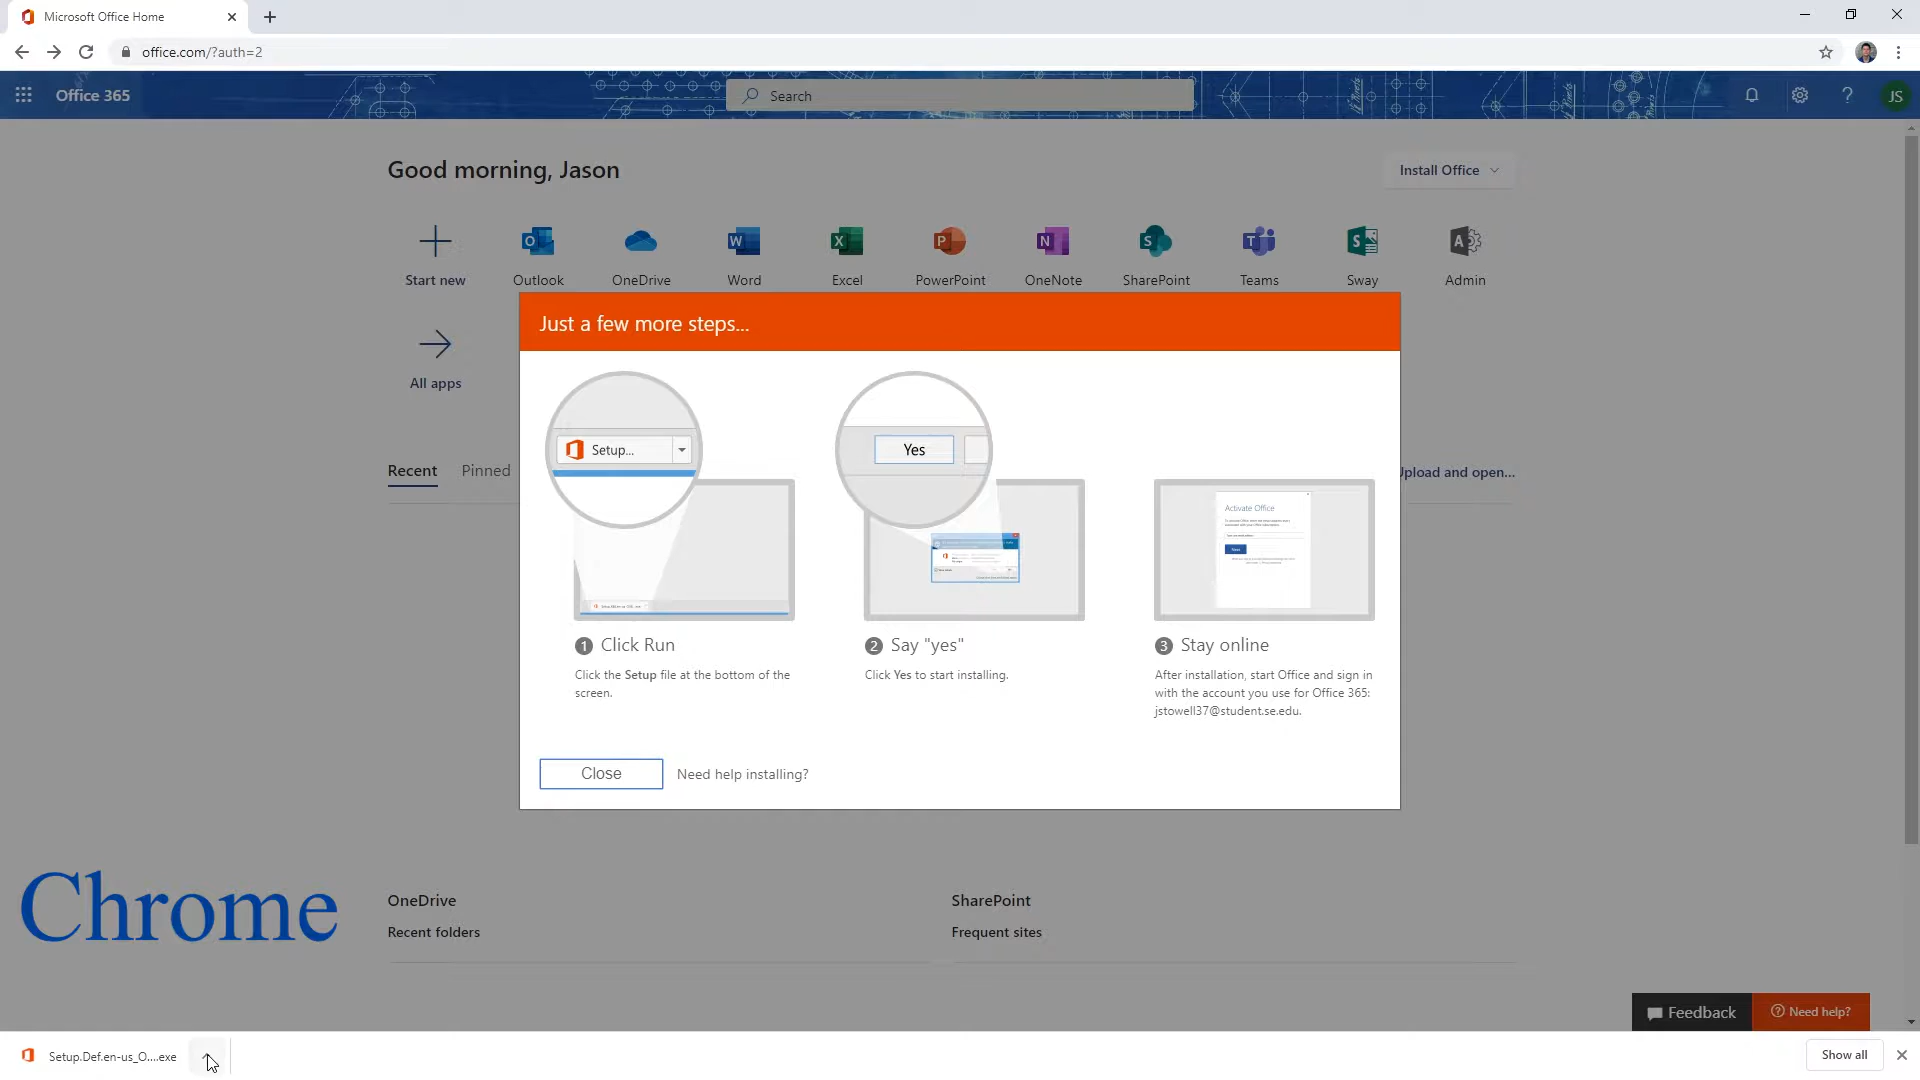 Microsoft Office Home
office.com/?auth=2
Office 365
Search
JS
Good morning, Jason
Install Office
Start new
Outlook
OneDrive
Word
Excel
PowerPoint
OneNote
SharePoint
Teams
Sway
Admin
All apps
Just a few more steps...
Setup...
Yes
Recent
Pinned
Upload and open...
Activate Office
1 Click Run
Click the Setup file at the bottom of the
screen.
2 Say "yes"
Click Yes to start installing.
3 Stay online
After installation, start Office and sign in
with the account you use for Office 365:
jstowell37@student.se.edu.
Close
Need help installing?
Chrome
OneDrive
Recent folders
SharePoint
Frequent sites
Feedback
Need help?
Setup.Def.en-us_O....exe
Show all